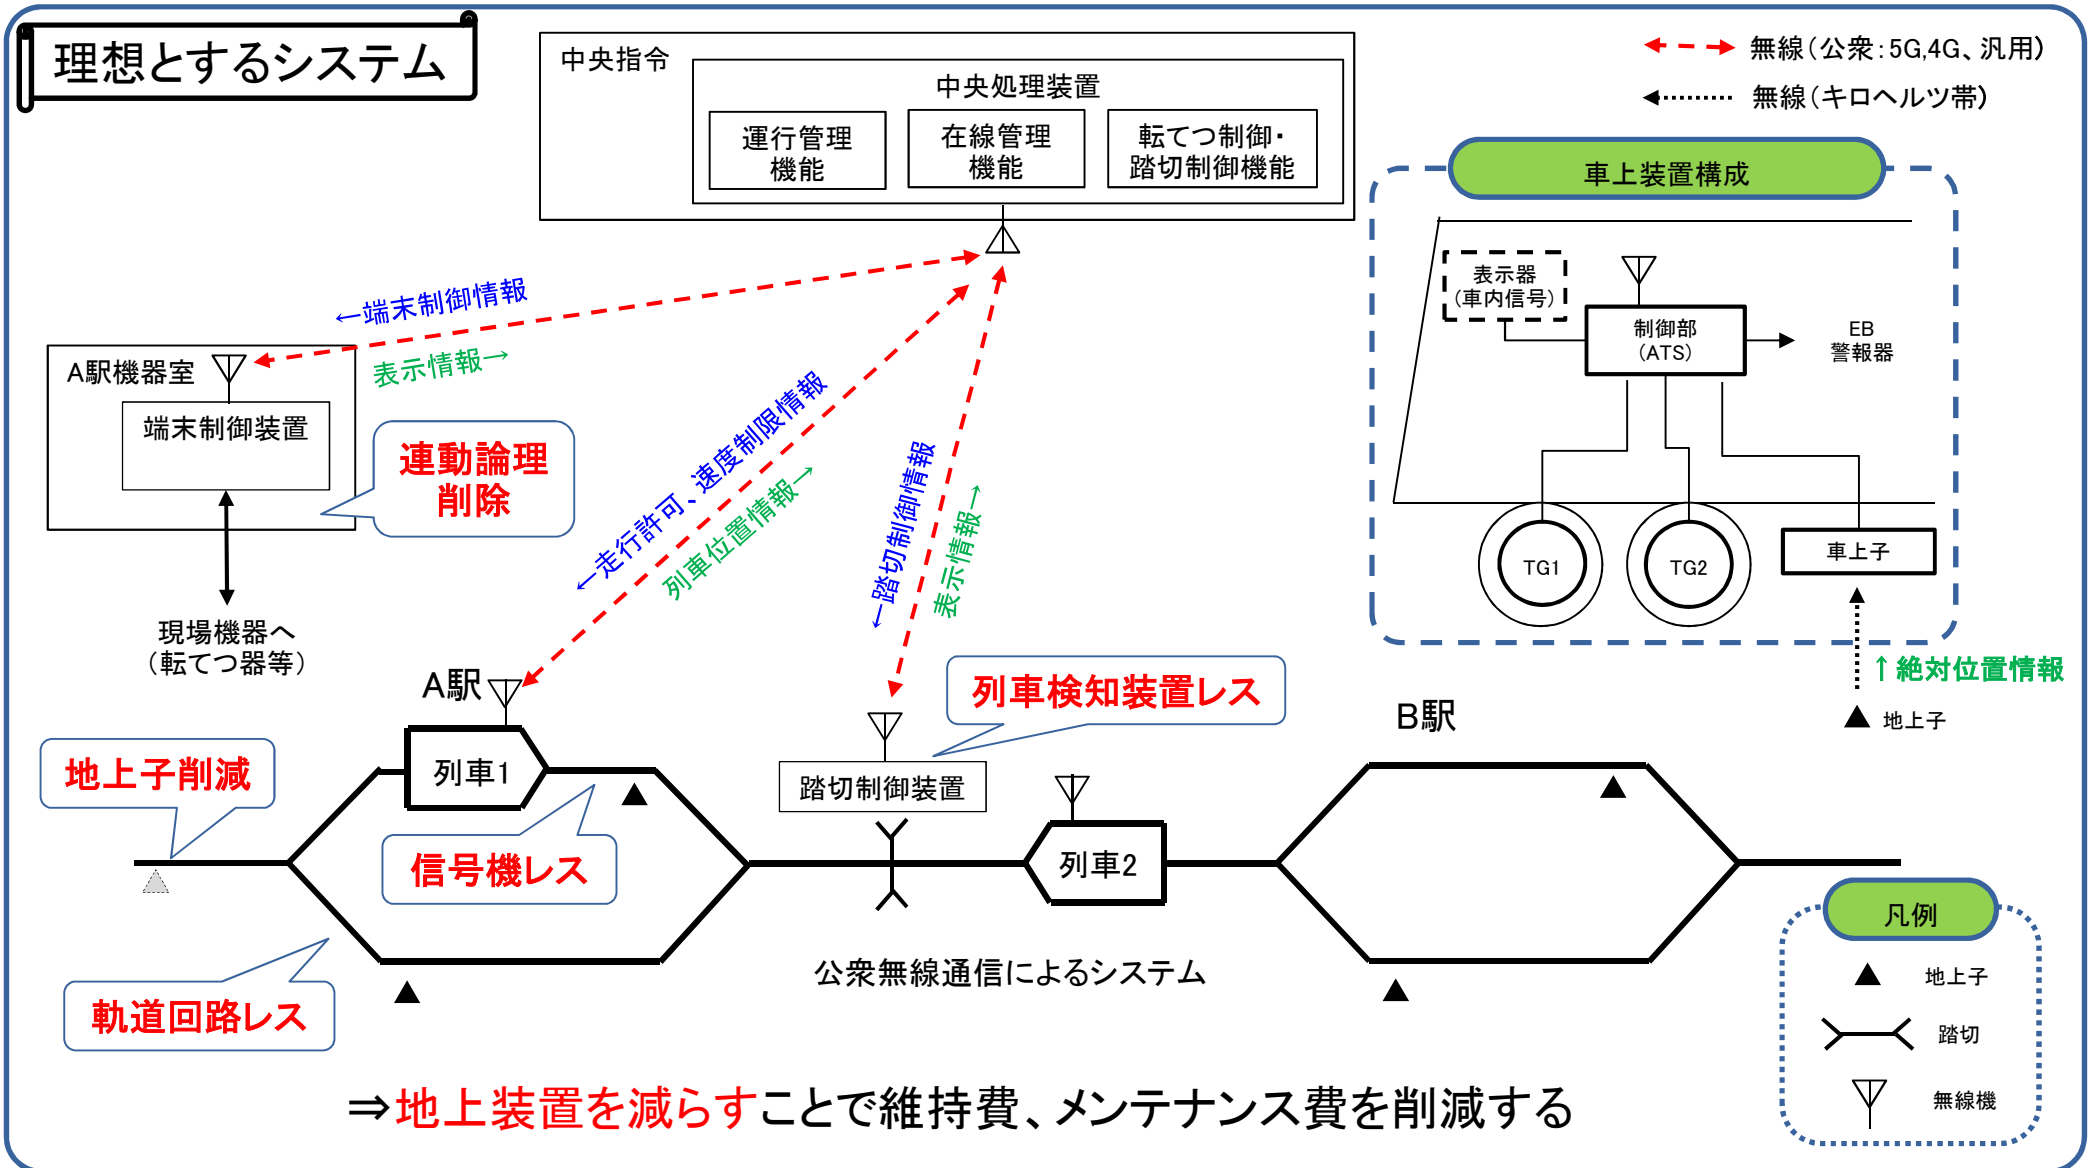 理想とするシステム
中央指令
中央処理装置
運行管理
機能
在線管理
機能
転てつ制御・
踏切制御機能
無線(公衆:5G,4G、汎用)
無線(キロヘルツ帯)
車上装置構成
表示器
(車内信号)
制御部
(ATS)
EB
警報器
TG1
TG2
車上子
↑絶対位置情報
地上子
←端末制御情報
表示情報→
A駅機器室
端末制御装置
連動論理
削除
←走行許可、速度制限情報
列車位置情報→
←踏切制御情報
表示情報→
現場機器へ
(転てつ器等)
A駅
列車検知装置レス
B駅
地上子削減
列車1
踏切制御装置
信号機レス
列車2
軌道回路レス
公衆無線通信によるシステム
凡例
地上子
踏切
無線機
⇒地上装置を減らすことで維持費、メンテナンス費を削減する